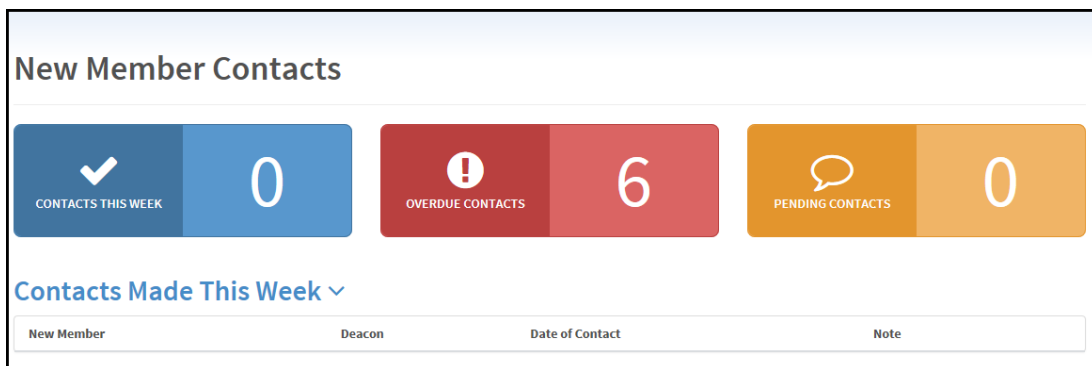 New Member Contacts
CONTACTS THIS WEEK
0
OVERDUE CONTACTS
6
PENDING CONTACTS
0
Contacts Made This Week
New Member Deacon Date of Contact Note